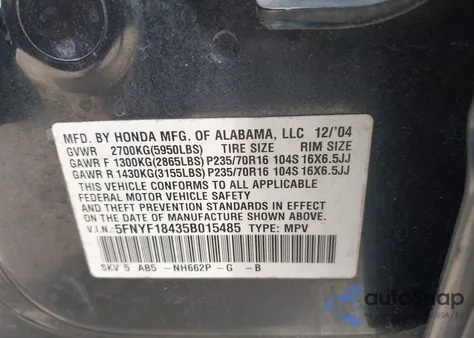 MFD. BY HONDA MFG. OF ALABAMA, LLC 12/'04
GVWR 2700KG(5950LBS) TIRE SIZE RIM SIZE
GAWR F 1300KG(2865LBS) P235/70R16 104S 16X6.5JJ
GAWR R 1430KG(3155LBS) P235/70R16 104S 16X6.5JJ
THIS VEHICLE CONFORMS TO ALL APPLICABLE
FEDERAL MOTOR VEHICLE SAFETY
AND THEFT PREVENTION STANDARDS IN EFFECT ON
THE DATE OF MANUFACTURE SHOWN ABOVE.
V.I.N.: 5FNYF18435B015485 TYPE: MPV
SKV 5 AB5 -NH662P -G -B
autoSnap